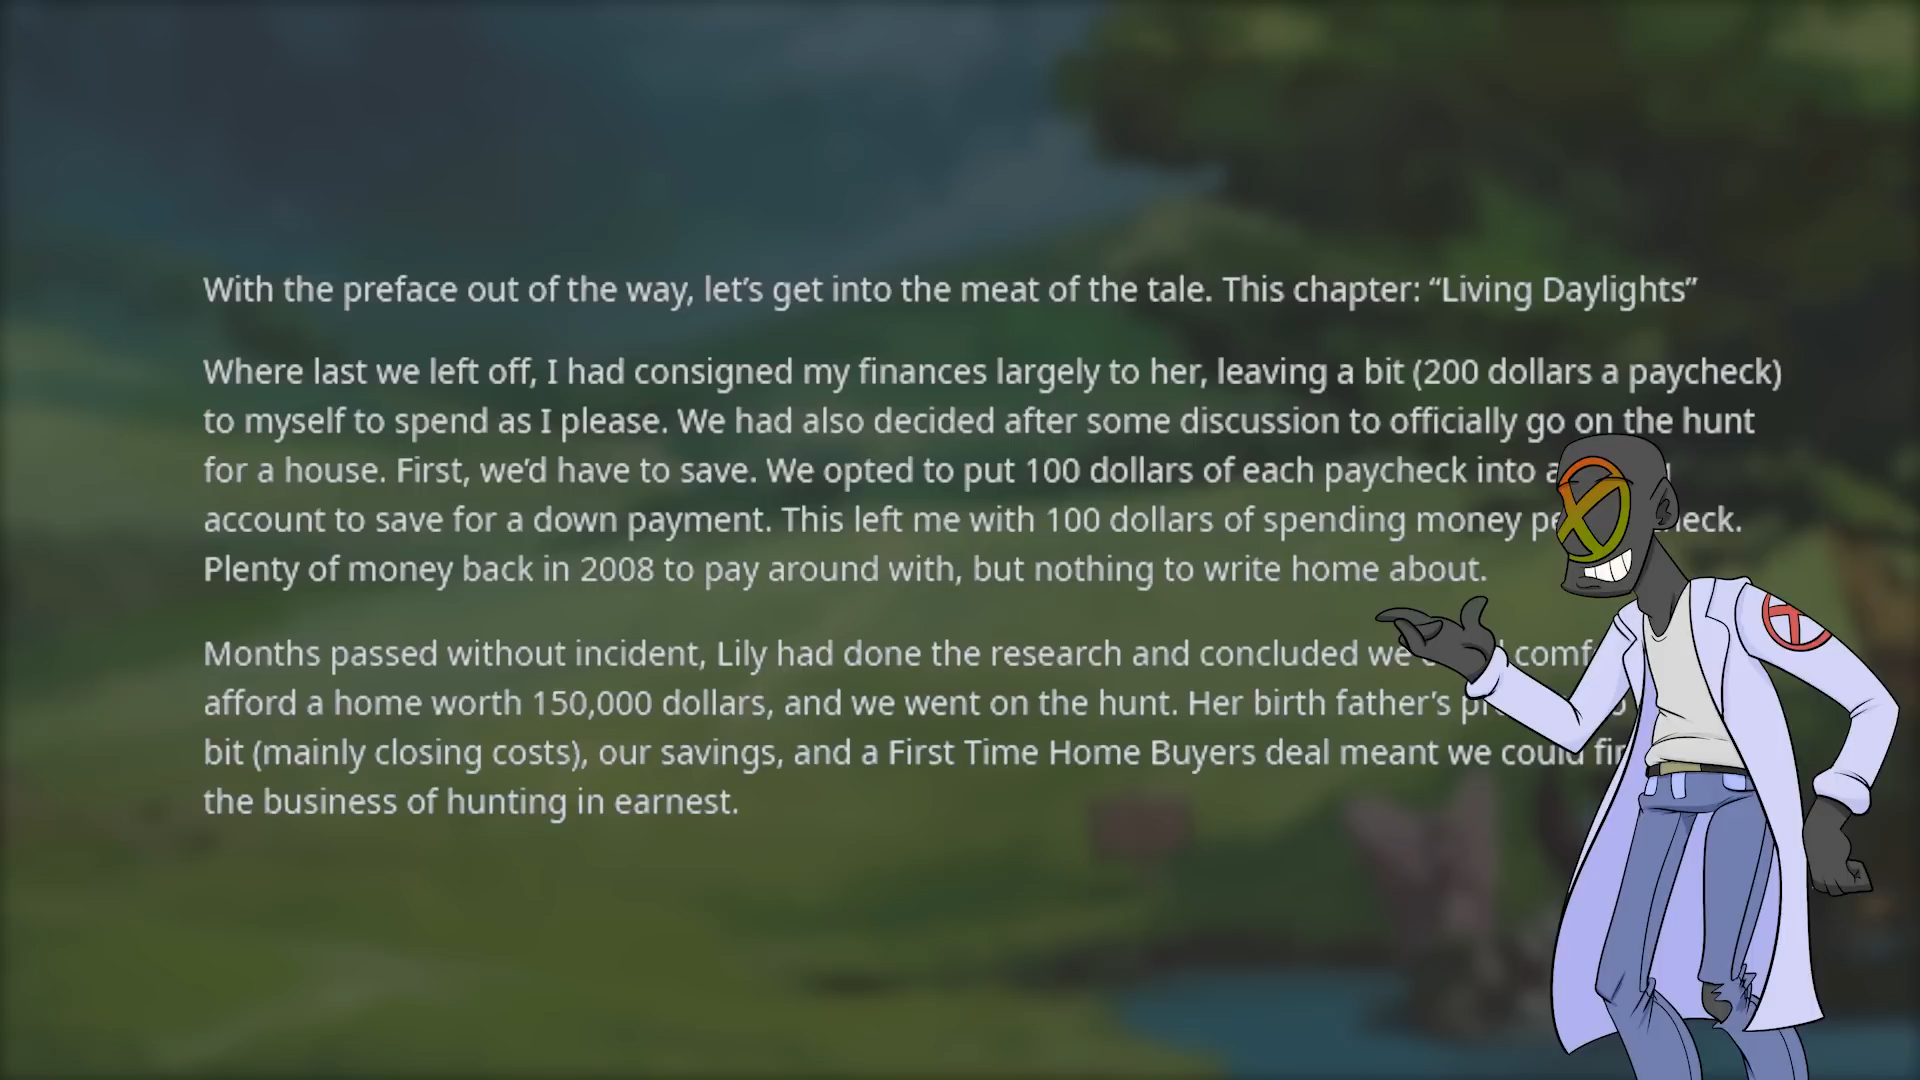 With the preface out of the way, let’s get into the meat of the tale. This chapter: “Living Daylights”
Where last we left off, I had consigned my finances largely to her, leaving a bit (200 dollars a paycheck)
to myself to spend as I please. We had also decided after some discussion to officially go on the hunt
for a house. First, we’d have to save. We opted to put 100 dollars of each paycheck into a
account to save for a down payment. This left me with 100 dollars of spending money
Plenty of money back in 2008 to pay around with, but nothing to write home about.
Months passed without incident, Lily had done the research and concluded we
afford a home worth 150,000 dollars, and we went on the hunt. Her birth father’s
bit (mainly closing costs), our savings, and a First Time Home Buyers deal meant we could
the business of hunting in earnest.